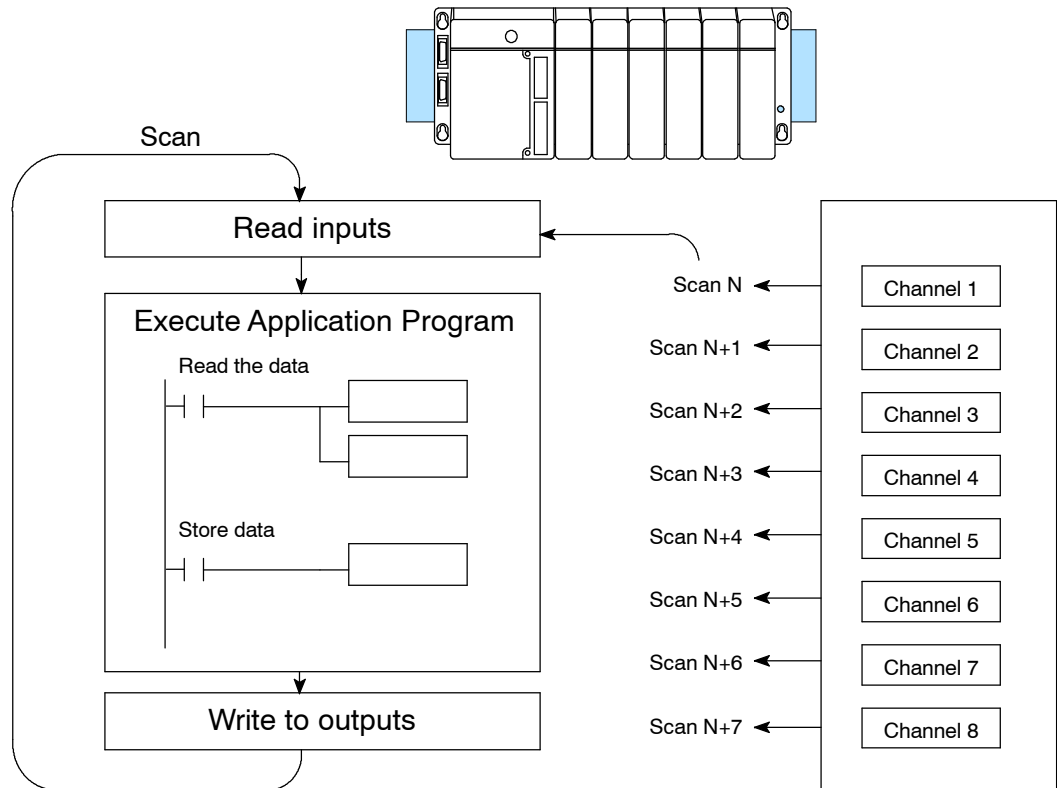 Scan
Read inputs
Execute Application Program
Read the data
Store data
Write to outputs
Scan N
Channel 1
Scan N+1
Channel 2
Scan N+2
Channel 3
Scan N+3
Channel 4
Scan N+4
Channel 5
Scan N+5
Channel 6
Scan N+6
Channel 7
Scan N+7
Channel 8